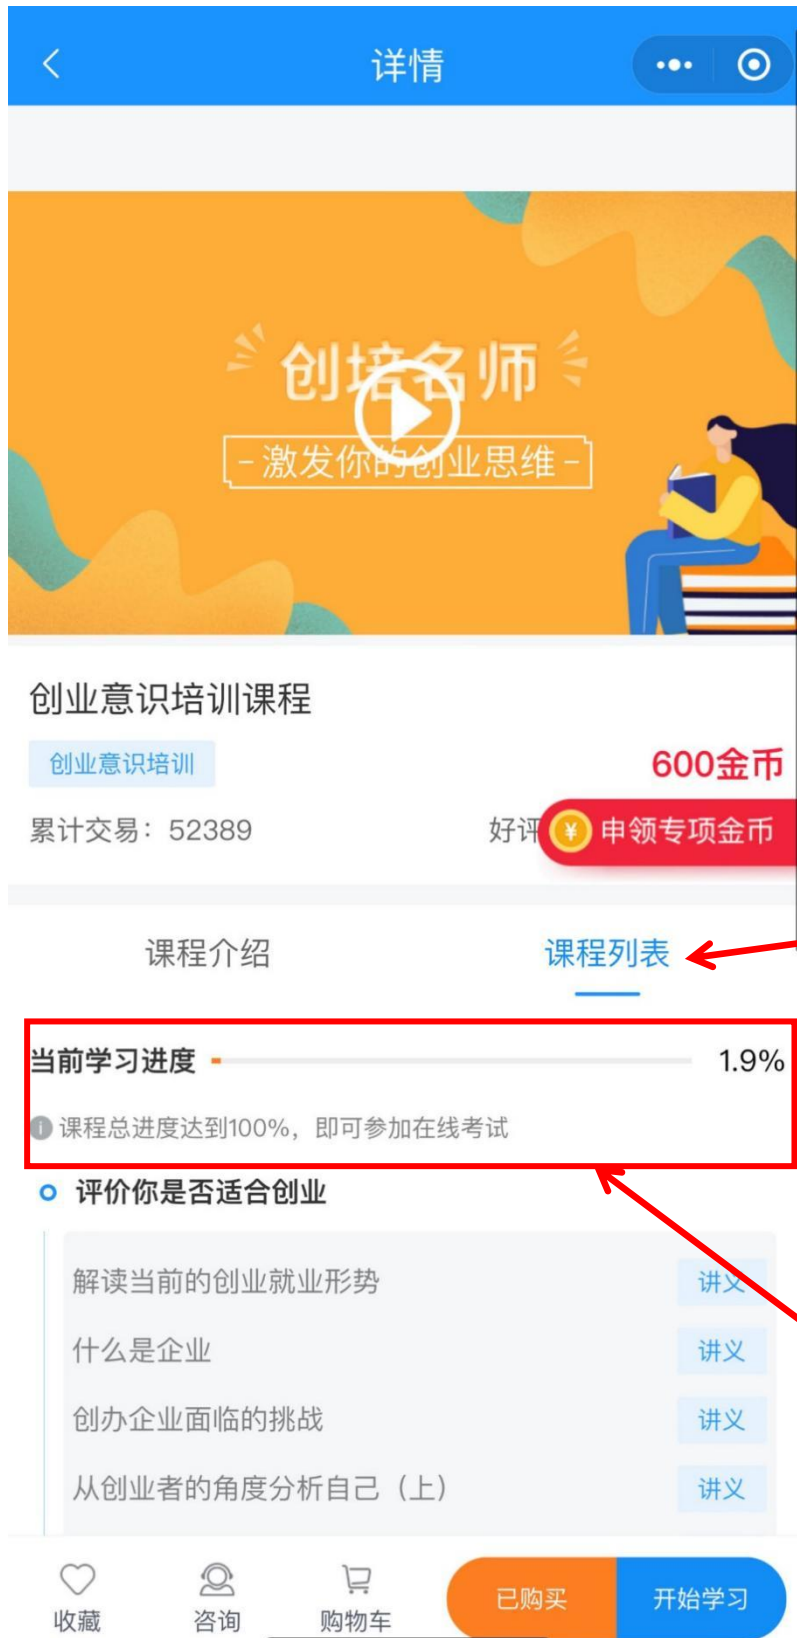 详情
创培名师
- 激发你的创业思维 -
创业意识培训课程
创业意识培训
600金币
累计交易：52389
好评
申领专项金币
课程介绍
课程列表
当前学习进度
1.9%
课程总进度达到100%，即可参加在线考试
评价你是否适合创业
解读当前的创业就业形势
讲义
什么是企业
讲义
创办企业面临的挑战
讲义
从创业者的角度分析自己（上）
讲义
收藏
咨询
购物车
已购买
开始学习